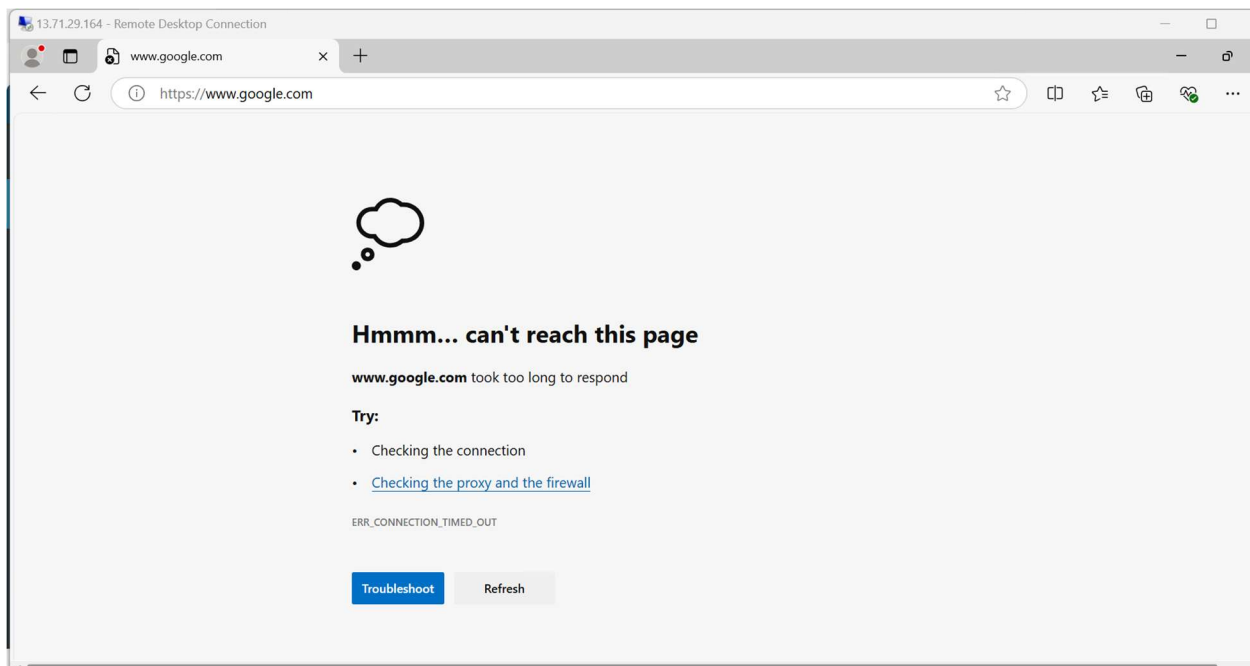 13.71.29.164 - Remote Desktop Connection
www.google.com
https://www.google.com
Hmmm... can't reach this page
www.google.com took too long to respond
Try:
• Checking the connection
• Checking the proxy and the firewall
ERR_CONNECTION_TIMED_OUT
Troubleshoot Refresh